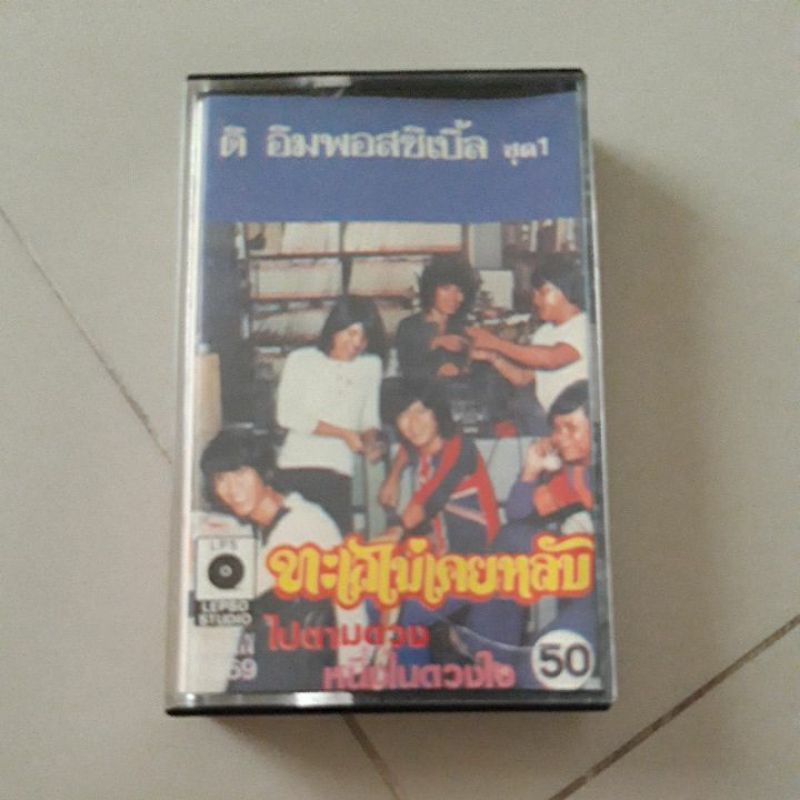 ดิ อิมพอสซิเบิ้ล ชุด1
ทะเลไม่เคยหลับ
ไปตามดวง
หนึ่งในดวงใจ
50
LPS
LEPSO
STUDIO
69